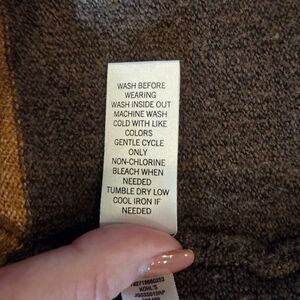 WASH BEFORE
WEARING
WASH INSIDE OUT
MACHINE WASH
COLD WITH LIKE
COLORS
GENTLE CYCLE
ONLY
NON-CHLORINE
BLEACH WHEN
NEEDED
TUMBLE DRY LOW
COOL IRON IF
NEEDED
KOHL'S